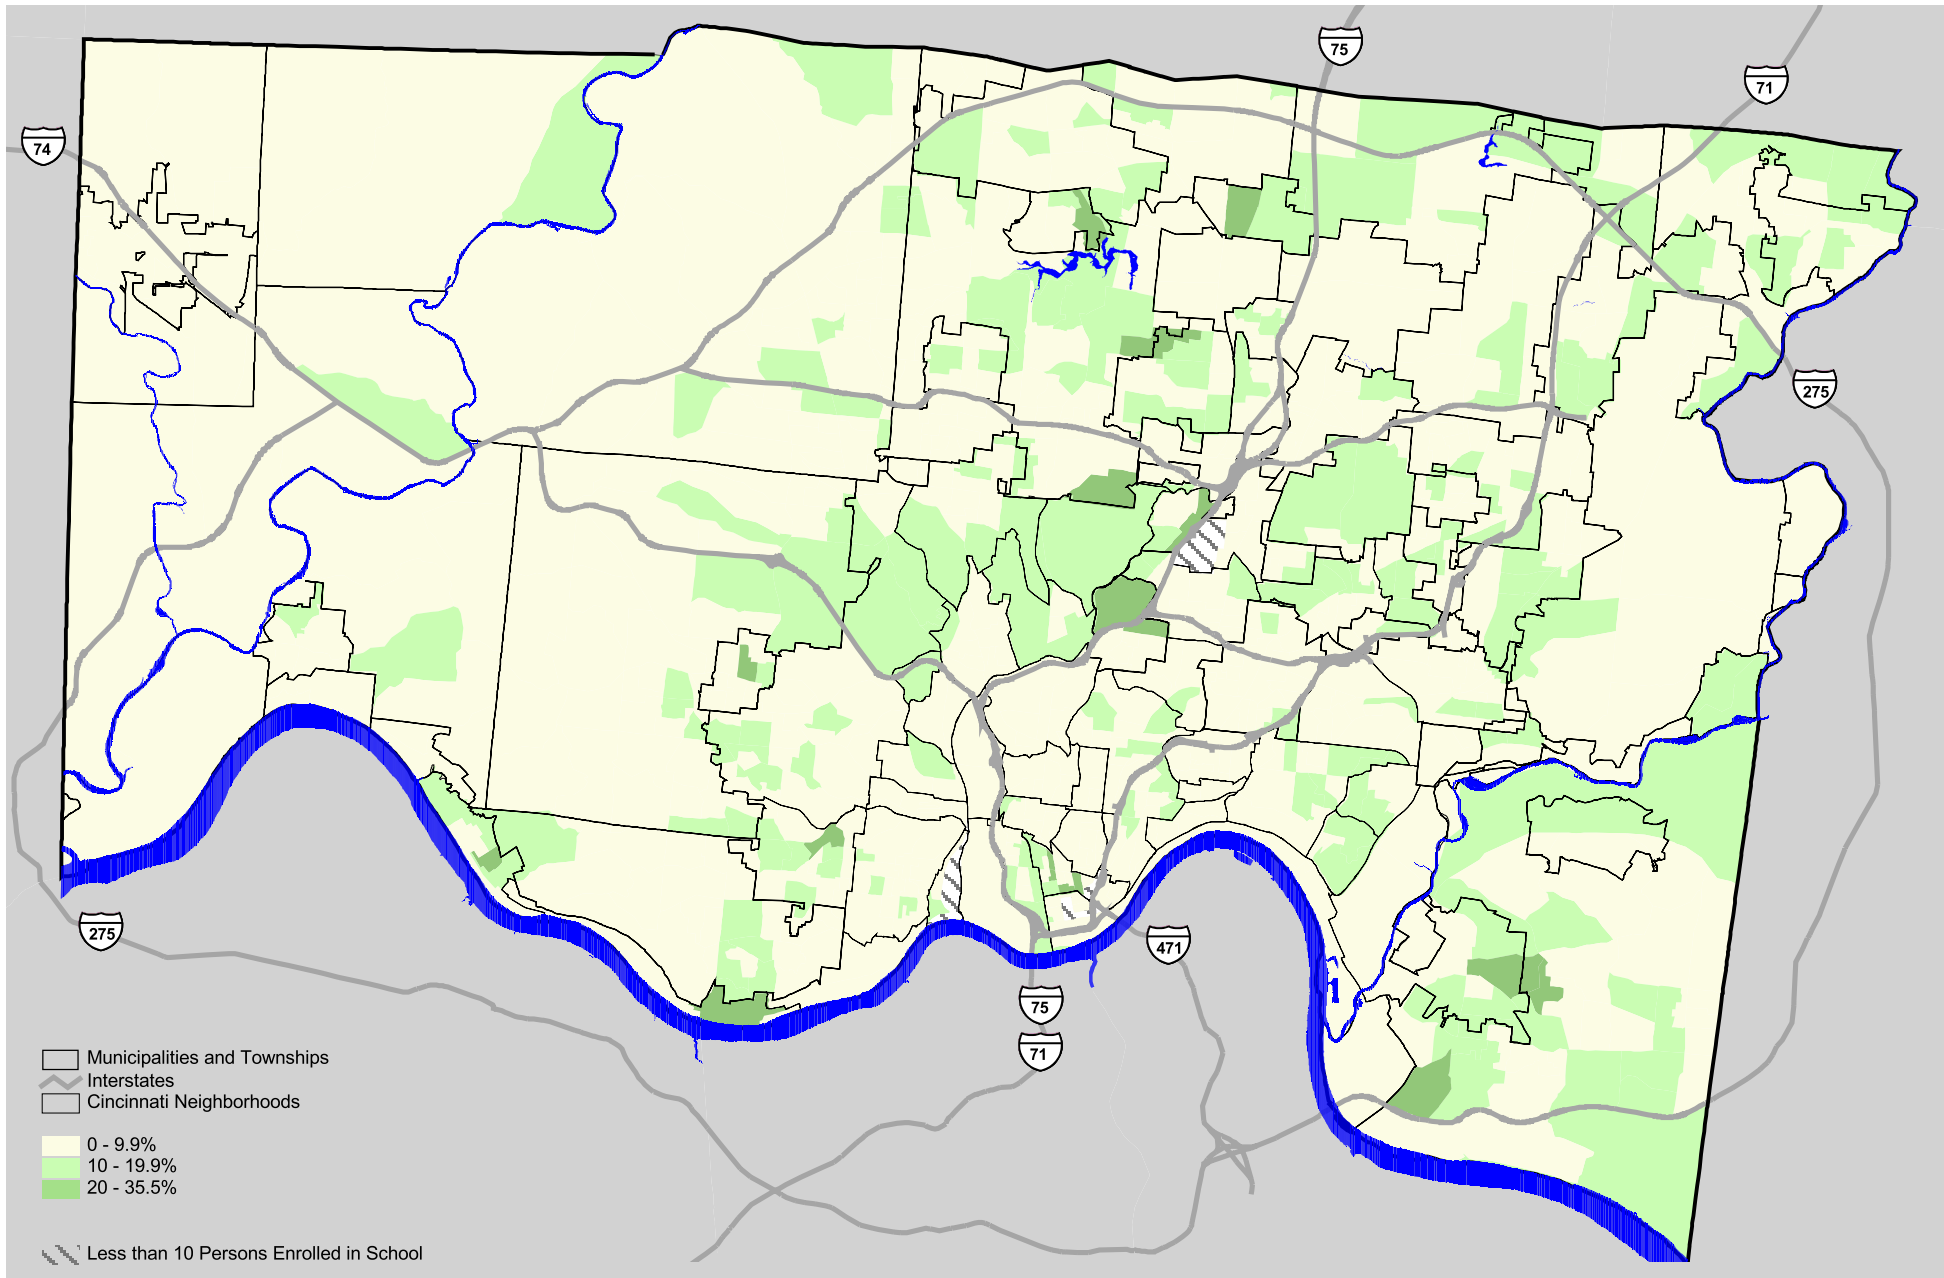 75
71
74
275
275
471
75
71
Municipalities and Townships
Interstates
Cincinnati Neighborhoods
0 - 9.9%
10 - 19.9%
20 - 35.5%
Less than 10 Persons Enrolled in School